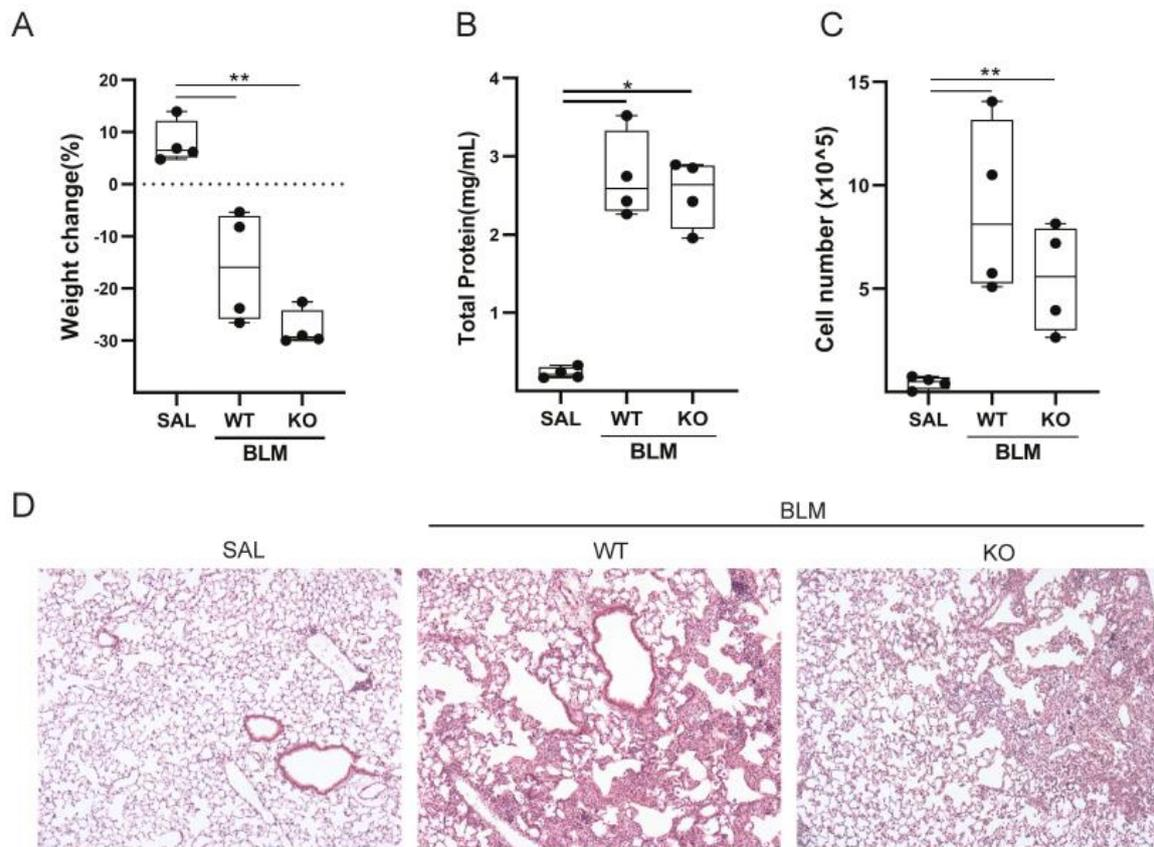 A
Weight change(%)
20
10
0
-10
-20
-30
**
SAL WT KO
BLM
B
Total Protein(mg/mL)
4
3
2
1
*
SAL WT KO
BLM
C
Cell number (x10^5)
15
10
5
**
SAL WT KO
BLM
D
BLM
SAL WT KO